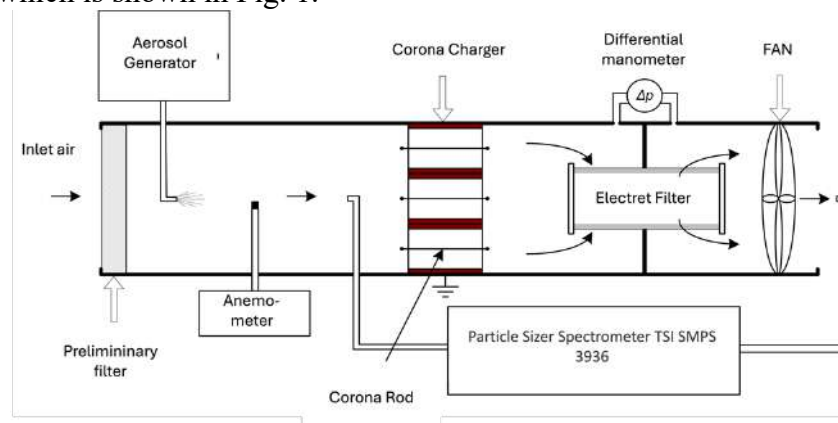 which is shown in Fig. 1.
Aerosol
Generator
Corona Charger
Differential
manometer
FAN
Δp
Inlet air
Electret Filter
Anemo-
meter
Particle Sizer Spectrometer TSI SMPS
3936
Prelimininary
filter
Corona Rod